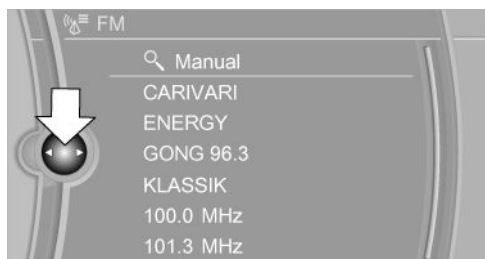 FM
Manual
CARIVARI
ENERGY
GONG 96.3
KLASSIK
100.0 MHz
101.3 MHz